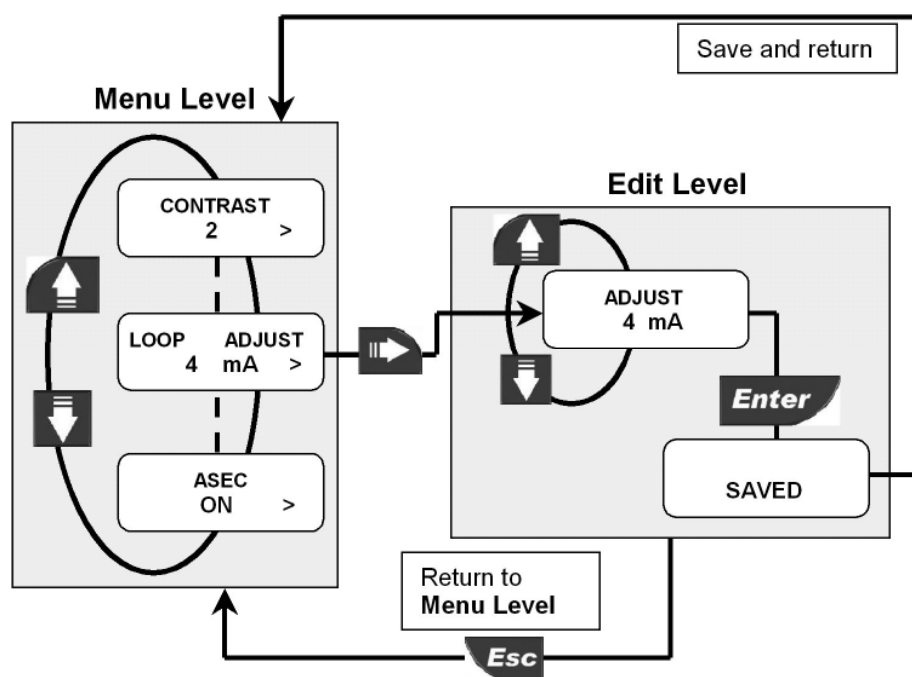 Save and return
Menu Level
CONTRAST
2 >
Edit Level
ADJUST
4 mA
LOOP ADJUST
4 mA >
Enter
ASEC
ON >
SAVED
Return to
Menu Level
Esc